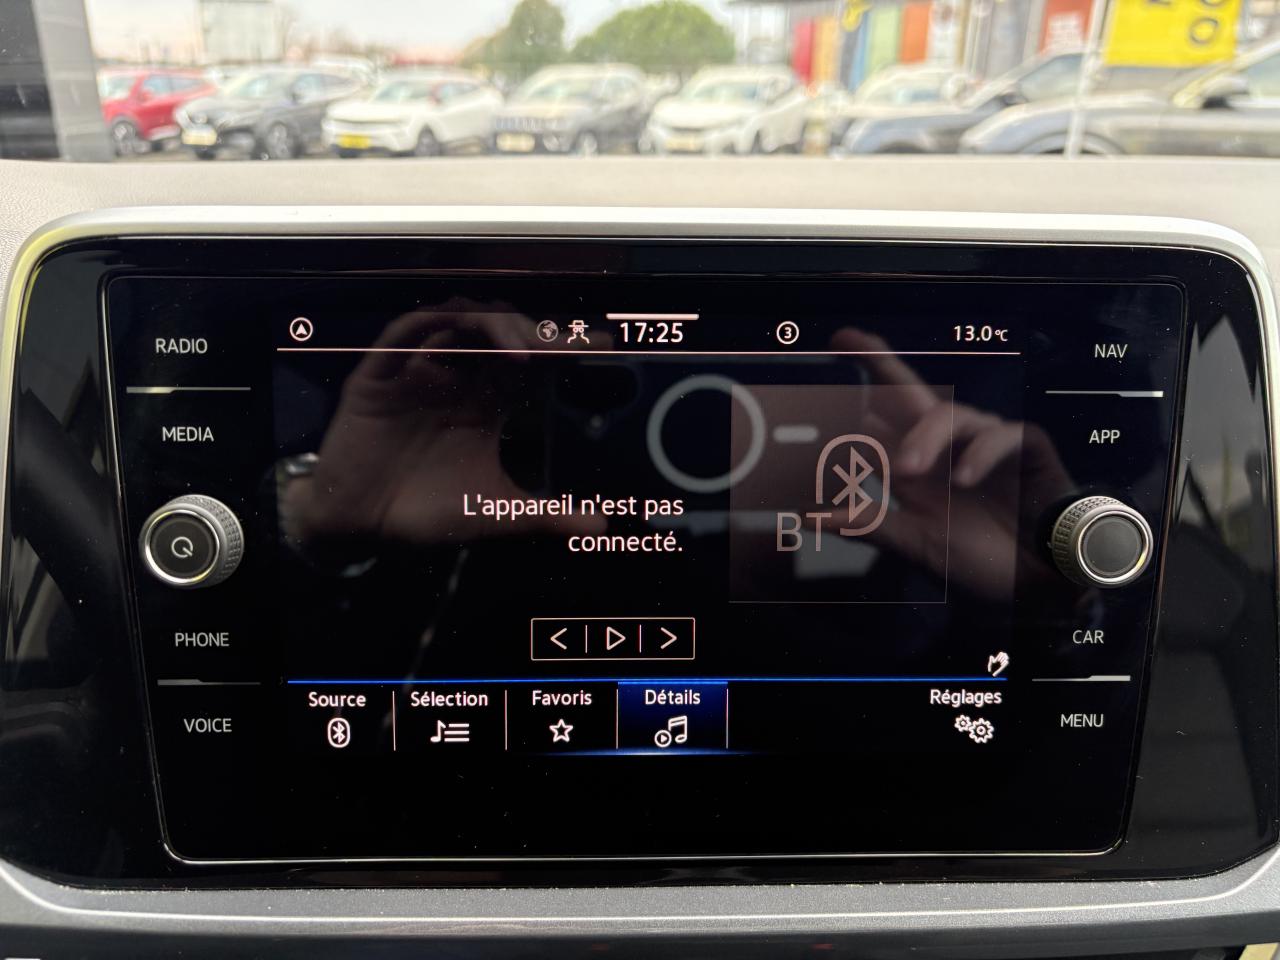 17:25
3
13.0°C
RADIO
MEDIA
PHONE
VOICE
L'appareil n'est pas
connecté.
BT
Source
Sélection
Favoris
Détails
Réglages
NAV
APP
CAR
MENU